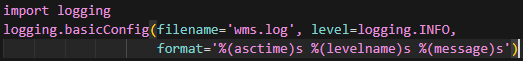 import logging
logging.basicConfig(filename='wms.log', level=logging.INFO,
                    format='%(asctime)s %(levelname)s %(message)s')